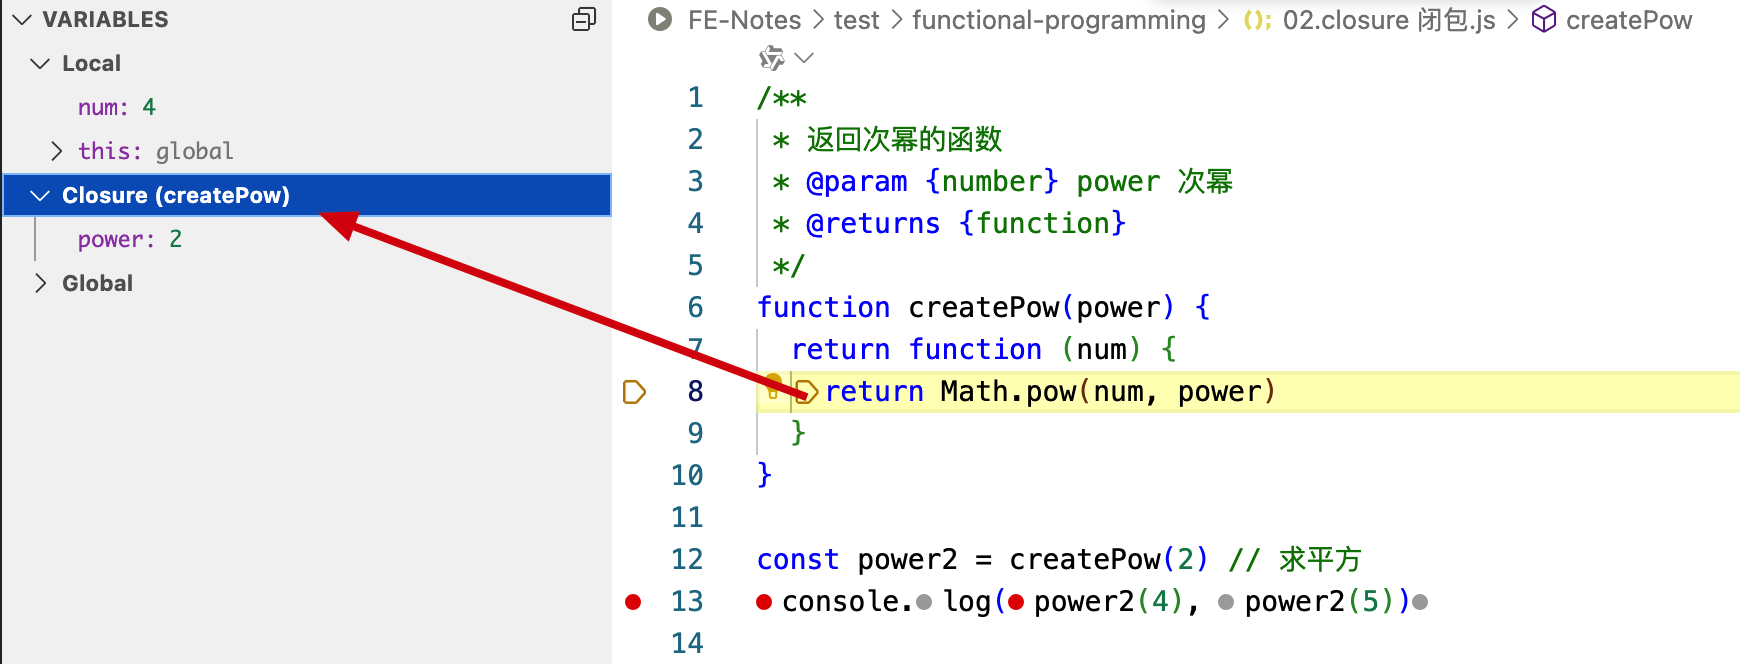 VARIABLES
Local
num: 4
this: global
Closure (createPow)
power: 2
Global
FE-Notes > test > functional-programming > (); 02.closure 闭包.js > createPow
1 /**
2 * 返回次幂的函数
3 * @param {number} power 次幂
4 * @returns {function}
5 */
6 function createPow(power) {
7 return function (num) {
8 return Math.pow(num, power)
9 }
10 }
11
12 const power2 = createPow(2) // 求平方
13 console.log(power2(4), power2(5))
14